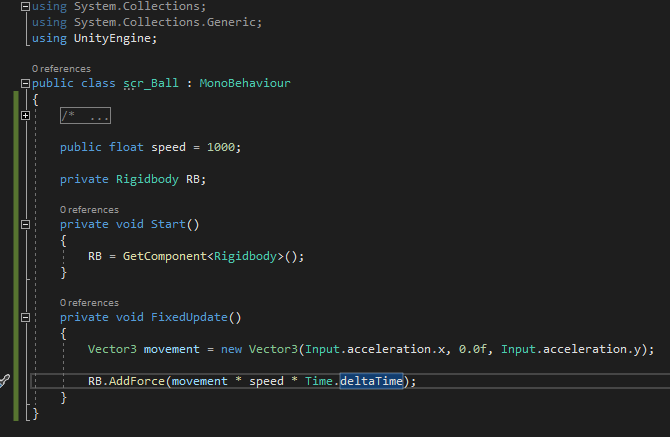 using System.Collections;
using System.Collections.Generic;
using UnityEngine;
0 references
public class scr_Ball : MonoBehaviour
{
/* ...
public float speed = 1000;
private Rigidbody RB;
0 references
private void Start()
{
RB = GetComponent<Rigidbody>();
}
0 references
private void FixedUpdate()
{
Vector3 movement = new Vector3(Input.acceleration.x, 0.0f, Input.acceleration.y);
RB.AddForce(movement * speed * Time.deltaTime);
}
}